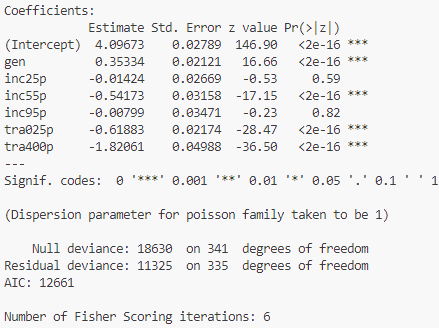 Coefficients:
            Estimate Std. Error z value Pr(>|z|)
(Intercept)  4.09673    0.02789  146.90   <2e-16 ***
gen          0.35334    0.02121   16.66   <2e-16 ***
inc25p      -0.01424    0.02669   -0.53     0.59
inc55p      -0.54173    0.03158  -17.15   <2e-16 ***
inc95p      -0.00799    0.03471   -0.23     0.82
tra025p     -0.61883    0.02174  -28.47   <2e-16 ***
tra400p     -1.82061    0.04988  -36.50   <2e-16 ***
---
Signif. codes:  0 '***' 0.001 '**' 0.01 '*' 0.05 '.' 0.1 ' ' 1
(Dispersion parameter for poisson family taken to be 1)
    Null deviance: 18630  on 341  degrees of freedom
Residual deviance: 11325  on 335  degrees of freedom
AIC: 12661
Number of Fisher Scoring iterations: 6